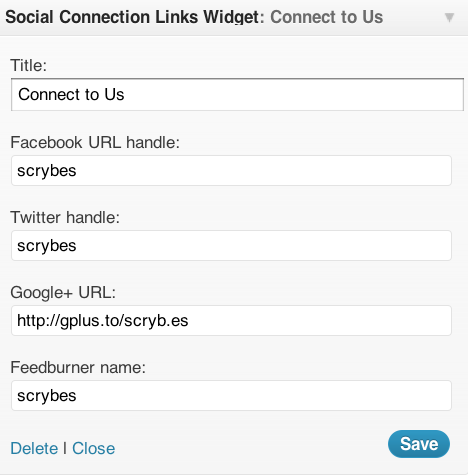 Social Connection Links Widget: Connect to Us
Title:
Connect to Us
Facebook URL handle:
scrybes
Twitter handle:
scrybes
Google+ URL:
http://gplus.to/scryb.es
Feedburner name:
scrybes
Delete | Close
Save